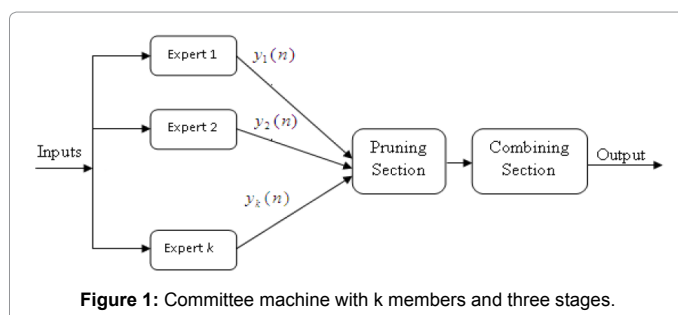 Expert 1
y₁(n)
Expert 2
y₂(n)
Inputs
Pruning
Section
Combining
Section
Output
yₖ(n)
Expert k
Figure 1: Committee machine with k members and three stages.